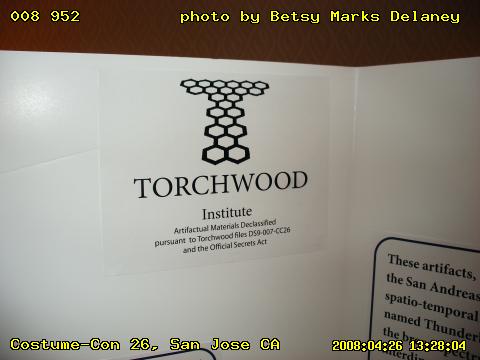 008 952
photo by Betsy Marks Delaney
TORCHWOOD
Institute
Artifactual Materials Declassified
pursuant to Torchwood files DS9-007-CC26
and the Official Secrets Act
These artifacts,
the San Andreas
spatio-temporal
named Thunder
Costume-Con 26, San Jose CA
2008:04:26 13:28:04